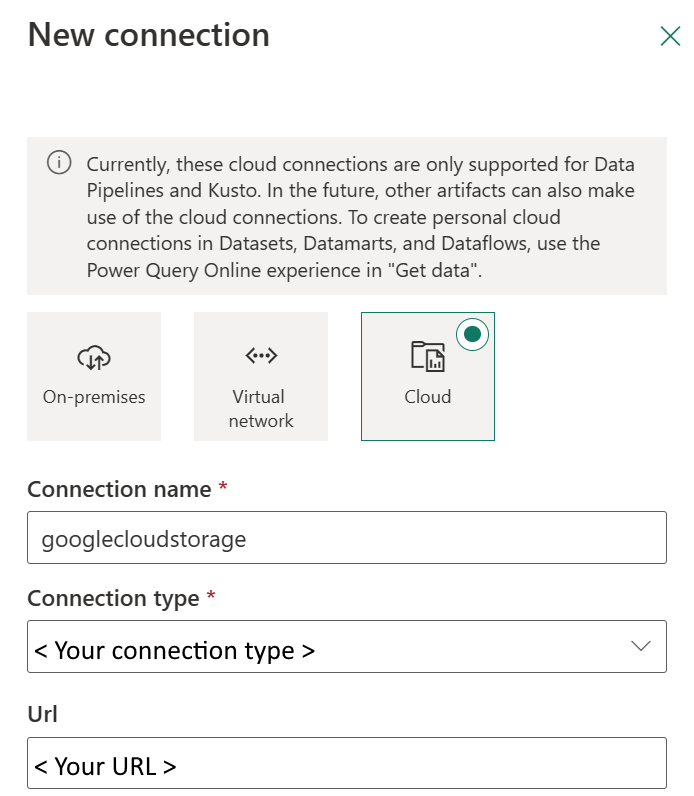 New connection
Currently, these cloud connections are only supported for Data
Pipelines and Kusto. In the future, other artifacts can also make
use of the cloud connections. To create personal cloud
connections in Datasets, Datamarts, and Dataflows, use the
Power Query Online experience in "Get data".
On-premises
Virtual
network
Cloud
Connection name *
googlecloudstorage
Connection type *
< Your connection type >
Url
< Your URL >